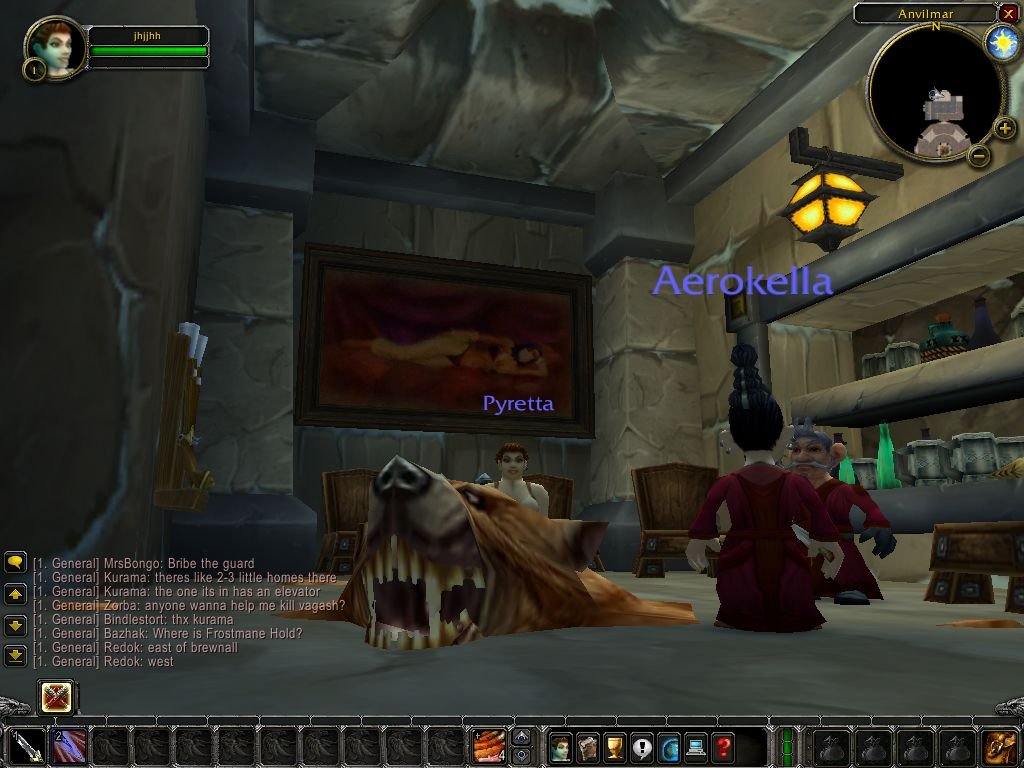 jhjjhh
1
Anvilmar
N
Aerokella
Pyretta
[1. General] MrsBongo: Bribe the guard
[1. General] Kurama: theres like 2-3 little homes there
[1. General] Kurama: the one its in has an elevator
[1. General] Zorba: anyone wanna help me kill vagash?
[1. General] Bindlestort: thx kurama
[1. General] Bazhak: Where is Frostmane Hold?
[1. General] Redok: east of brewnall
[1. General] Redok: west
1 2 4